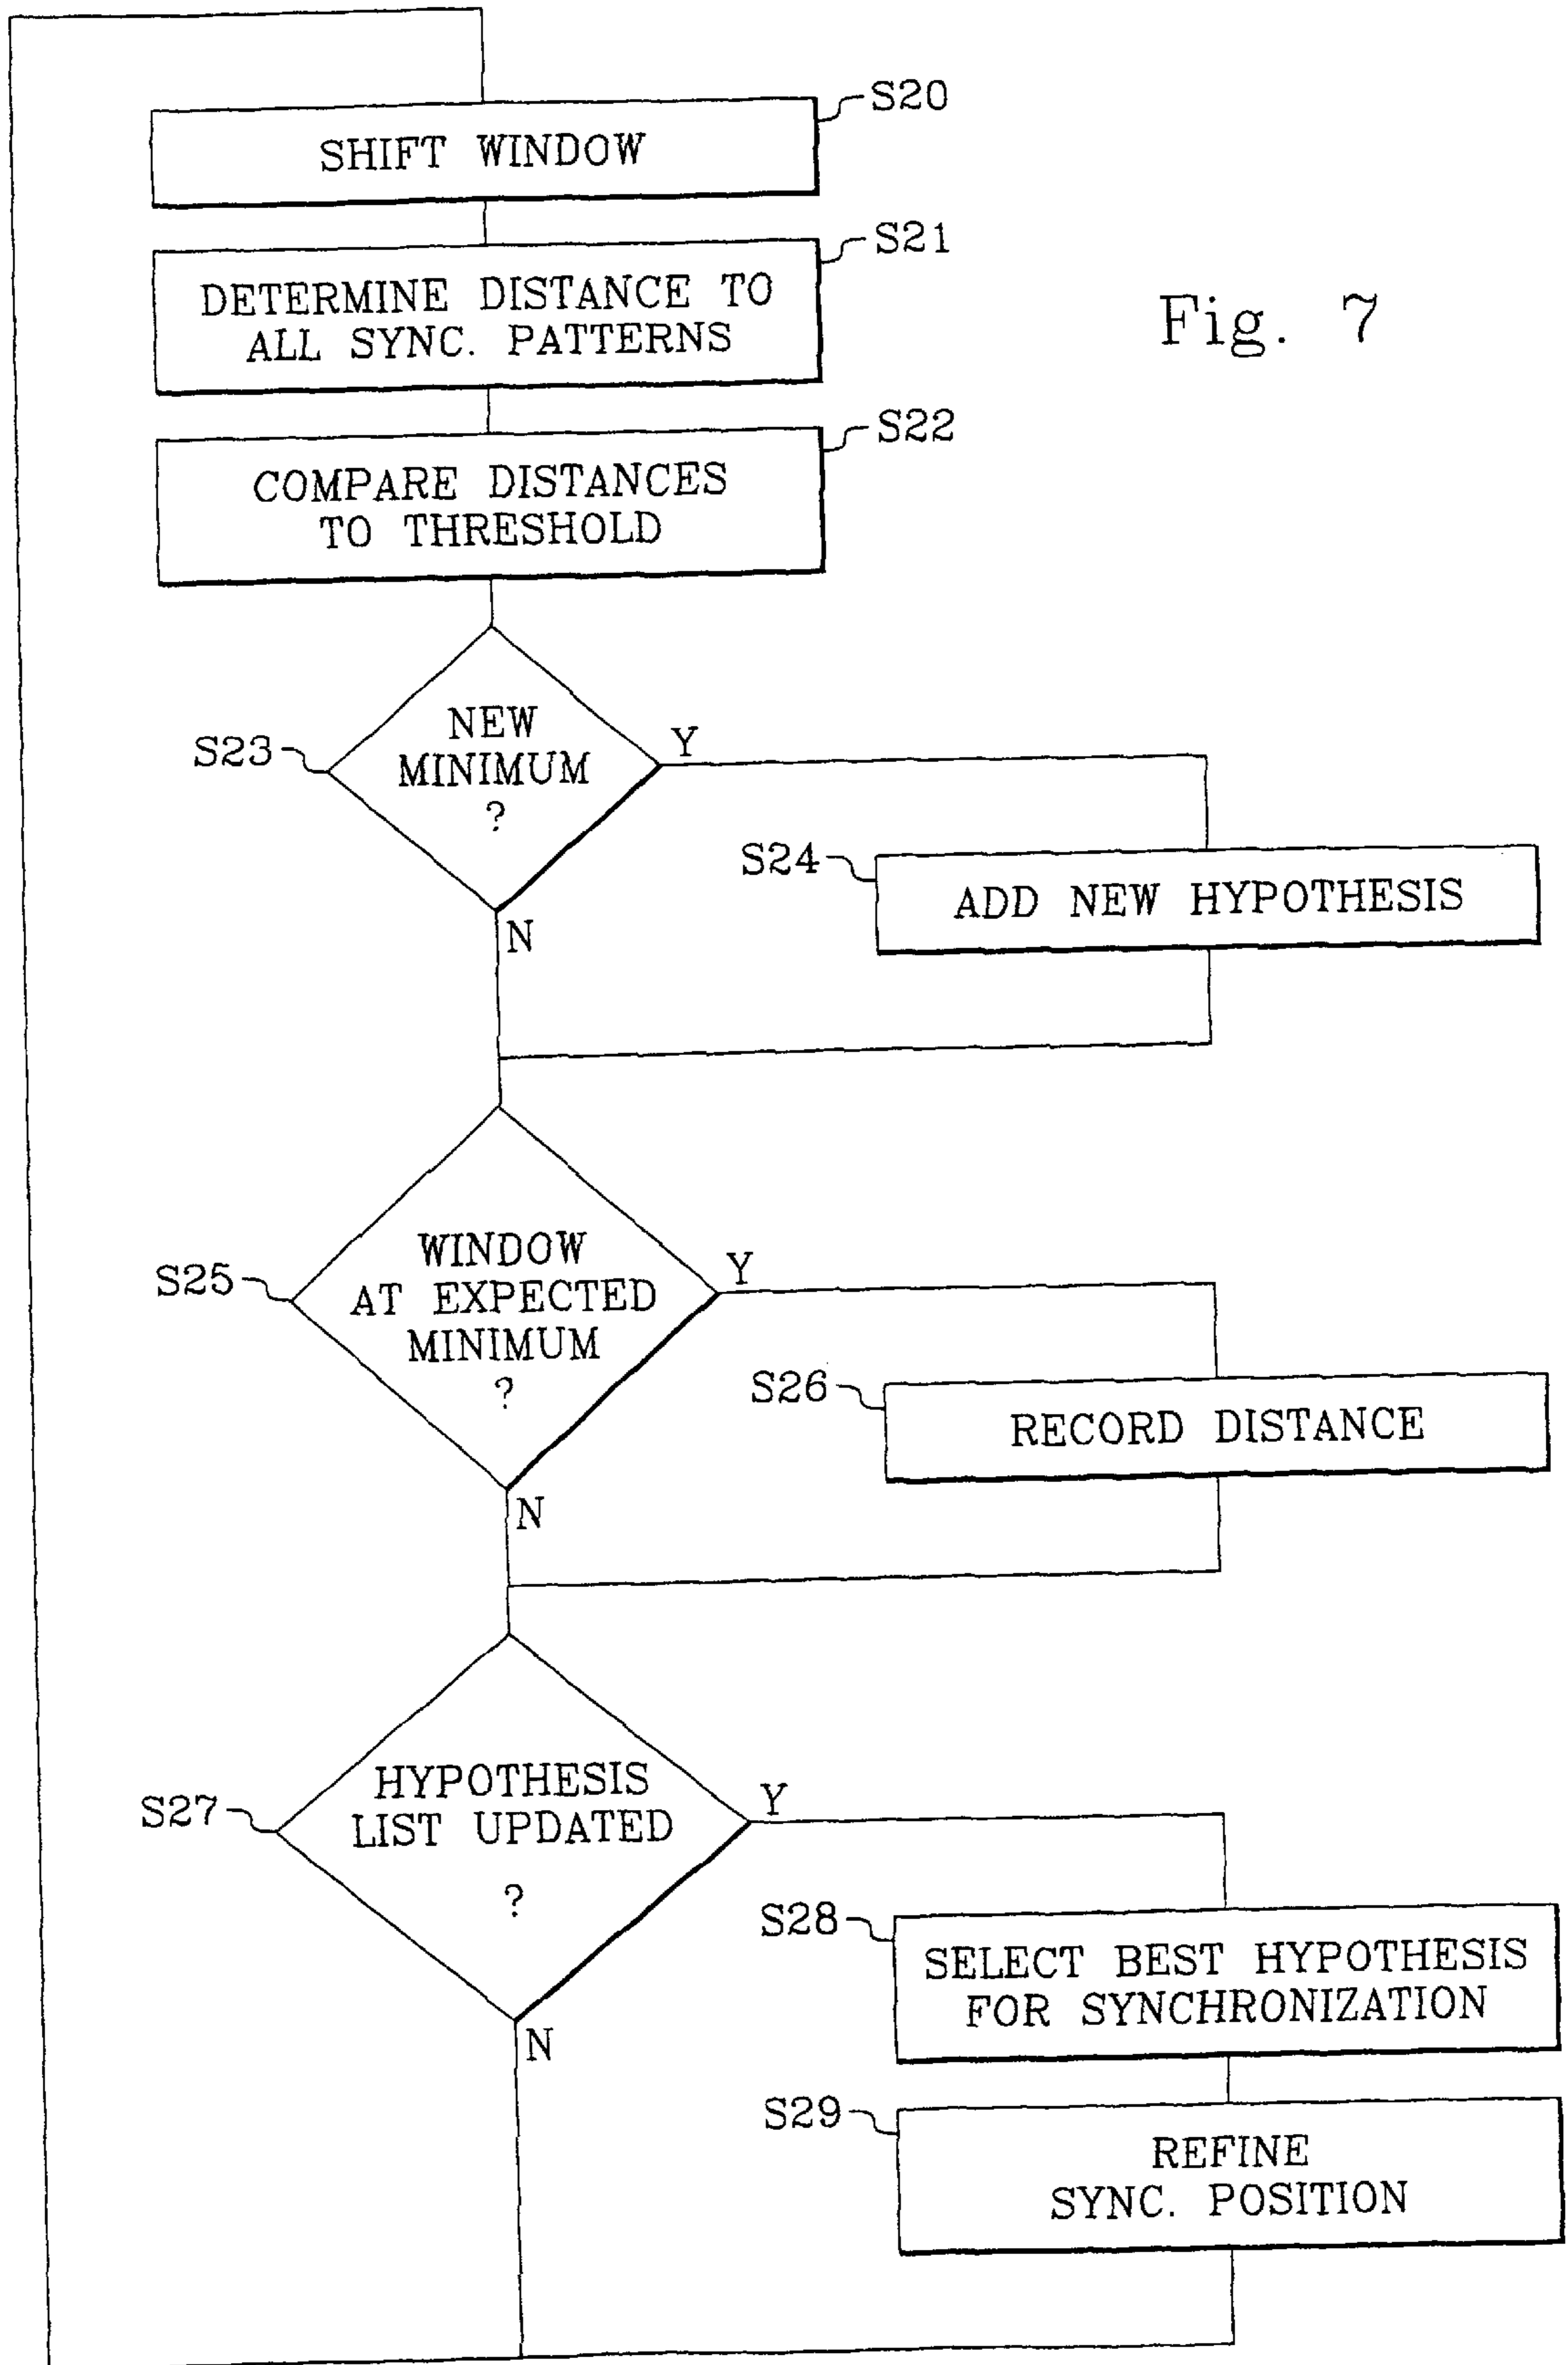 S20
SHIFT WINDOW
S21
DETERMINE DISTANCE TO
ALL SYNC. PATTERNS
Fig. 7
S22
COMPARE DISTANCES
TO THRESHOLD
S23
NEW
MINIMUM
?
Y
N
S24
ADD NEW HYPOTHESIS
S25
WINDOW
AT EXPECTED
MINIMUM
?
Y
N
S26
RECORD DISTANCE
S27
HYPOTHESIS
LIST UPDATED
?
Y
N
S28
SELECT BEST HYPOTHESIS
FOR SYNCHRONIZATION
S29
REFINE
SYNC. POSITION